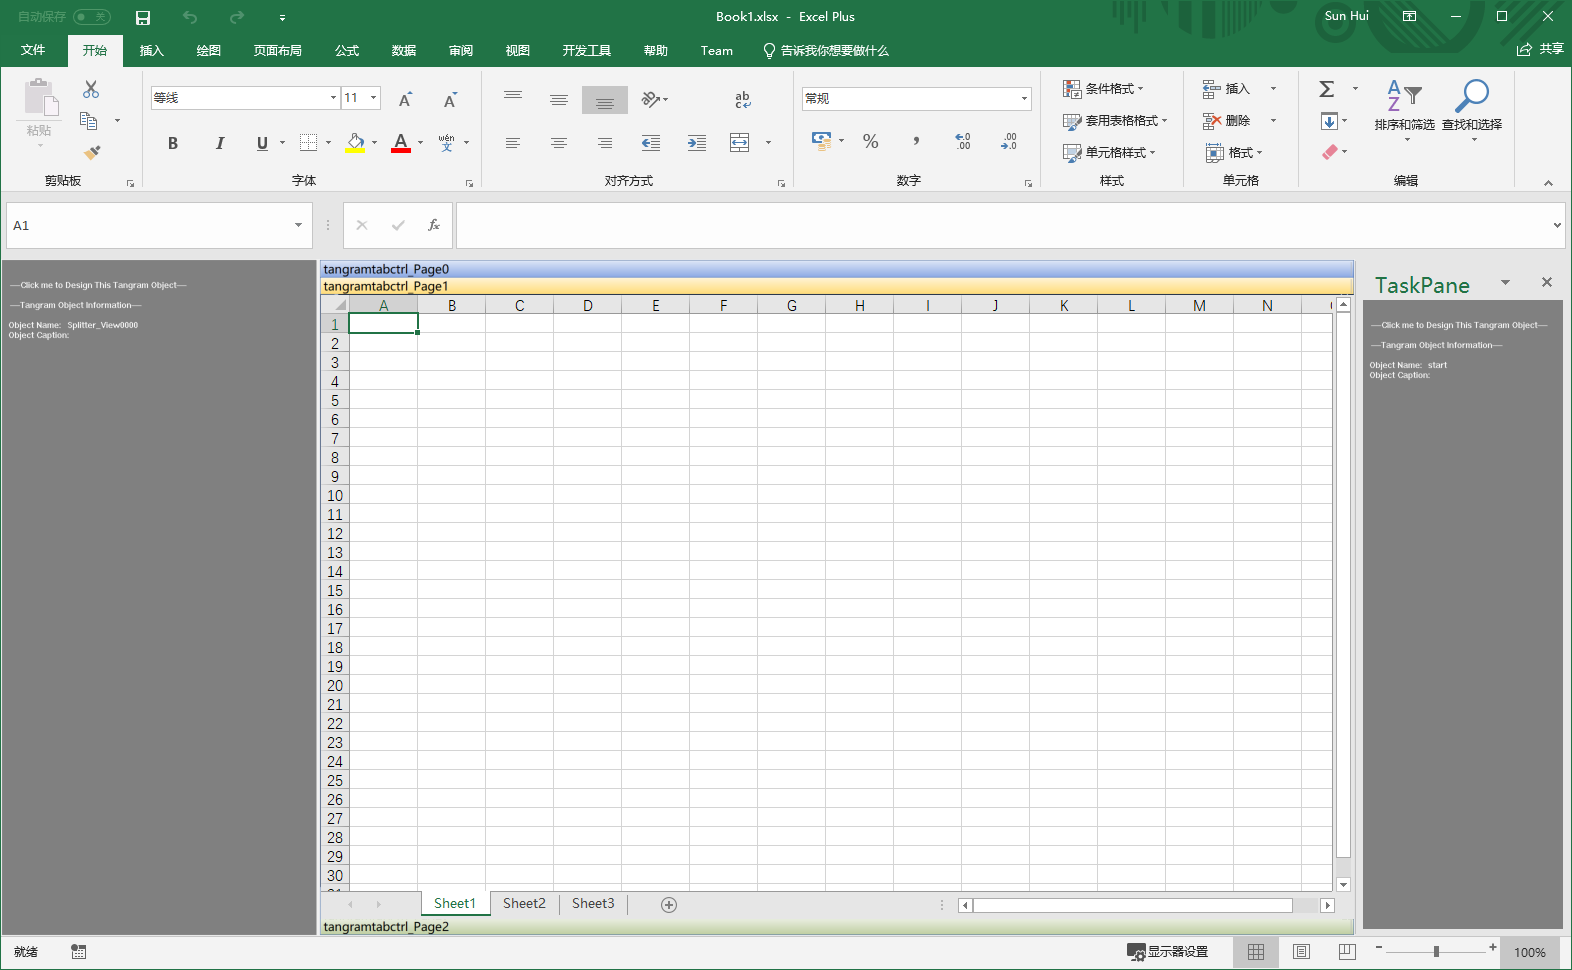 自动保存 关 Book1.xlsx - Excel Plus Sun Hui
文件 开始 插入 绘图 页面布局 公式 数据 审阅 视图 开发工具 帮助 Team 告诉我你想要做什么 共享
等线 11 A A ab c 常规 条件格式 插入 Σ A Z
粘贴 套用表格格式 删除 排序和筛选 查找和选择
B I U A wén 文 % , .0 .00 .00 .0 单元格样式 格式
剪贴板 字体 对齐方式 数字 样式 单元格 编辑
A1 fx
tangramtabctrl_Page0
tangramtabctrl_Page1
TaskPane
----Click me to Design This Tangram Object----
----Tangram Object Information----
Object Name: Splitter_View0000
Object Caption:
A B C D E F G H I J K L M N
1
2
3
4
5
6
7
8
9
10
11
12
13
14
15
16
17
18
19
20
21
22
23
24
25
26
27
28
29
30
----Click me to Design This Tangram Object----
----Tangram Object Information----
Object Name: start
Object Caption:
Sheet1 Sheet2 Sheet3
tangramtabctrl_Page2
就绪 显示器设置 - + 100%